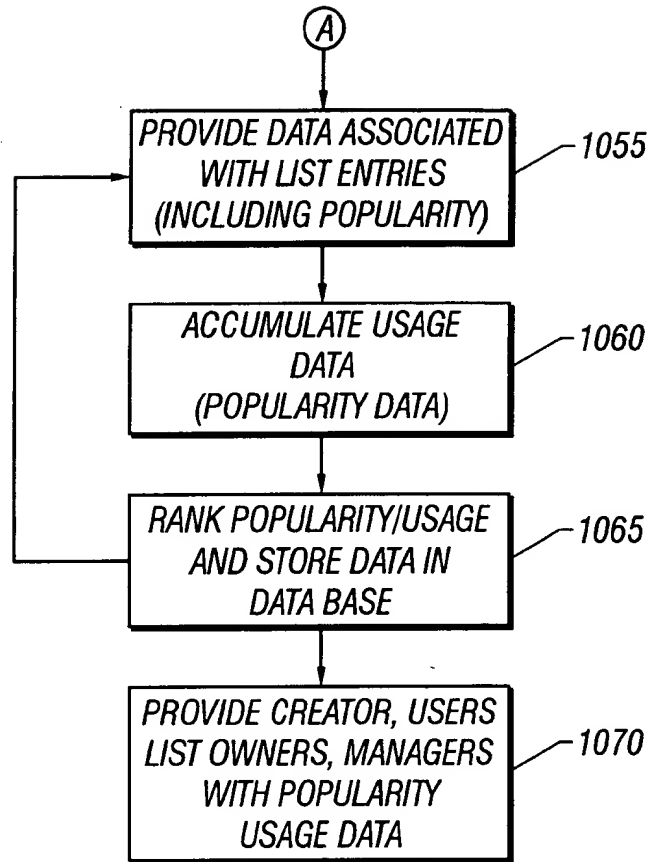 A
PROVIDE DATA ASSOCIATED
WITH LIST ENTRIES
(INCLUDING POPULARITY)
1055
ACCUMULATE USAGE
DATA
(POPULARITY DATA)
1060
RANK POPULARITY/USAGE
AND STORE DATA IN
DATA BASE
1065
PROVIDE CREATOR, USERS
LIST OWNERS, MANAGERS
WITH POPULARITY
USAGE DATA
1070